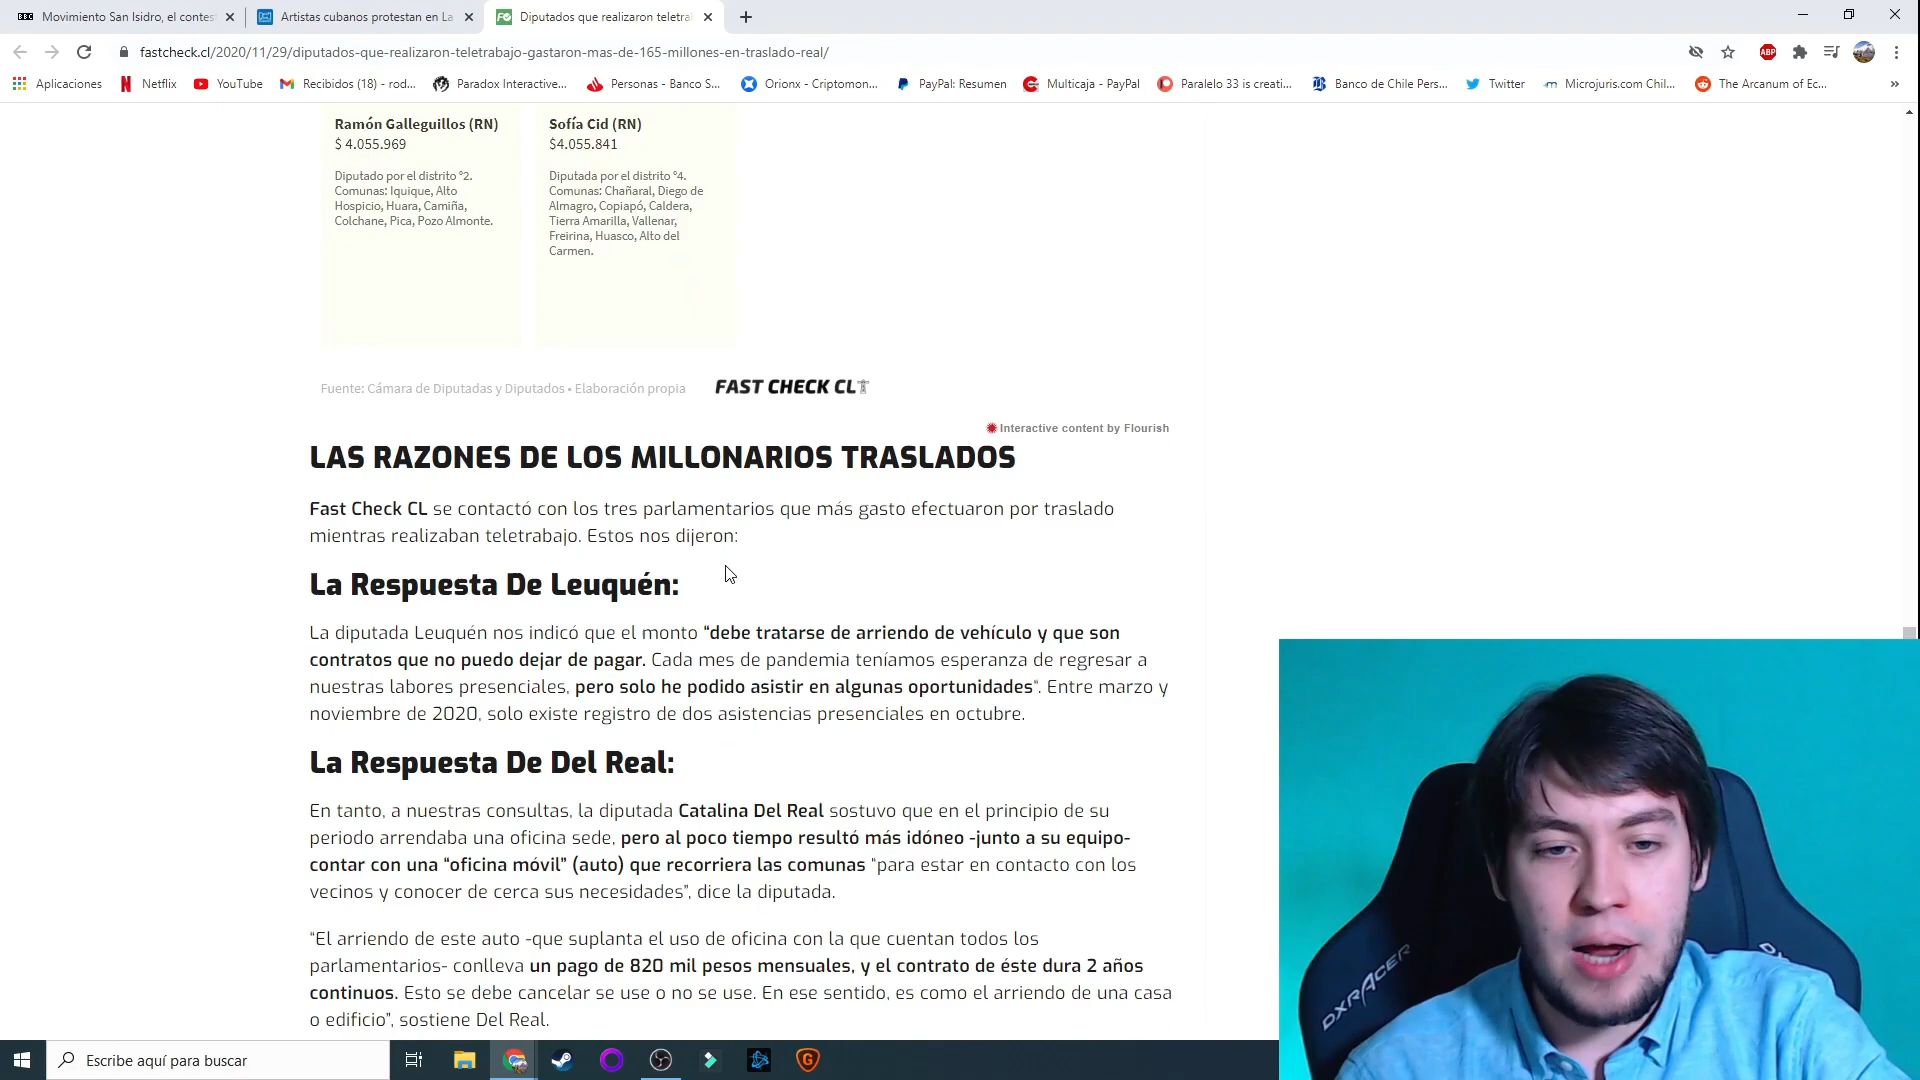 Movimiento San Isidro, el contes
Artistas cubanos protestan en La
Diputados que realizaron teletra
fastcheck.cl/2020/11/29/diputados-que-realizaron-teletrabajo-gastaron-mas-de-165-millones-en-traslado-real/
Aplicaciones
Netflix
YouTube
Recibidos (18) - rod...
Paradox Interactive...
Personas - Banco S...
Orionx - Criptomon...
PayPal: Resumen
Multicaja - PayPal
Paralelo 33 is creati...
Banco de Chile Pers...
Twitter
Microjuris.com Chil...
The Arcanum of Ec...
Ramón Galleguillos (RN)
$ 4.055.969
Diputado por el distrito °2.
Comunas: Iquique, Alto
Hospicio, Huara, Camiña,
Colchane, Pica, Pozo Almonte.
Sofía Cid (RN)
$4.055.841
Diputada por el distrito °4.
Comunas: Chañaral, Diego de
Almagro, Copiapó, Caldera,
Tierra Amarilla, Vallenar,
Freirina, Huasco, Alto del
Carmen.
Fuente: Cámara de Diputadas y Diputados • Elaboración propia
FAST CHECK CL
Interactive content by Flourish
LAS RAZONES DE LOS MILLONARIOS TRASLADOS
Fast Check CL se contactó con los tres parlamentarios que más gasto efectuaron por traslado
mientras realizaban teletrabajo. Estos nos dijeron:
La Respuesta De Leuquén:
La diputada Leuquén nos indicó que el monto “debe tratarse de arriendo de vehículo y que son
contratos que no puedo dejar de pagar. Cada mes de pandemia teníamos esperanza de regresar a
nuestras labores presenciales, pero solo he podido asistir en algunas oportunidades“. Entre marzo y
noviembre de 2020, solo existe registro de dos asistencias presenciales en octubre.
La Respuesta De Del Real:
En tanto, a nuestras consultas, la diputada Catalina Del Real sostuvo que en el principio de su
periodo arrendaba una oficina sede, pero al poco tiempo resultó más idóneo -junto a su equipo-
contar con una “oficina móvil” (auto) que recorriera las comunas “para estar en contacto con los
vecinos y conocer de cerca sus necesidades”, dice la diputada.
“El arriendo de este auto -que suplanta el uso de oficina con la que cuentan todos los
parlamentarios- conlleva un pago de 820 mil pesos mensuales, y el contrato de éste dura 2 años
continuos. Esto se debe cancelar se use o no se use. En ese sentido, es como el arriendo de una casa
o edificio”, sostiene Del Real.
DXRACER
Escribe aquí para buscar